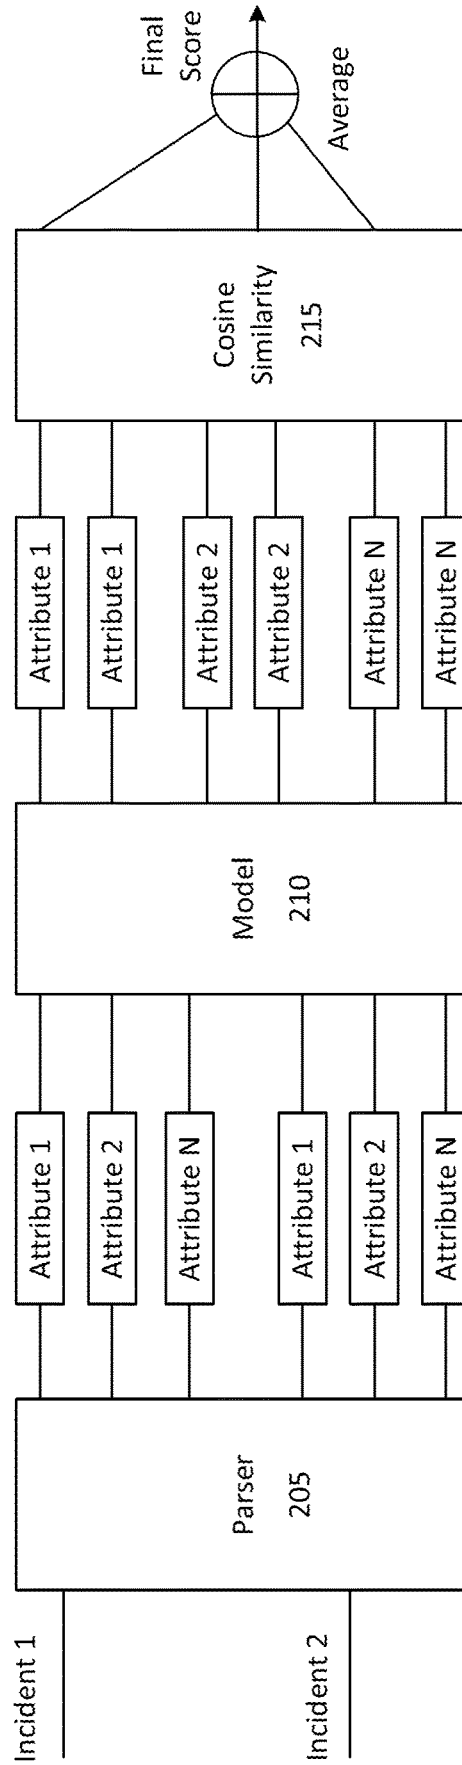 Incident 1
Incident 2
Parser
205
Attribute 1
Attribute 2
Attribute N
Attribute 1
Attribute 2
Attribute N
Model
210
Attribute 1
Attribute 1
Attribute 2
Attribute 2
Attribute N
Attribute N
Cosine
Similarity
215
Final
Score
Average